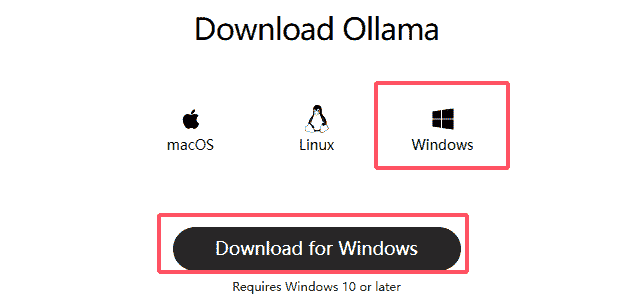 Download Ollama
macOS
Linux
Windows
Download for Windows
Requires Windows 10 or later